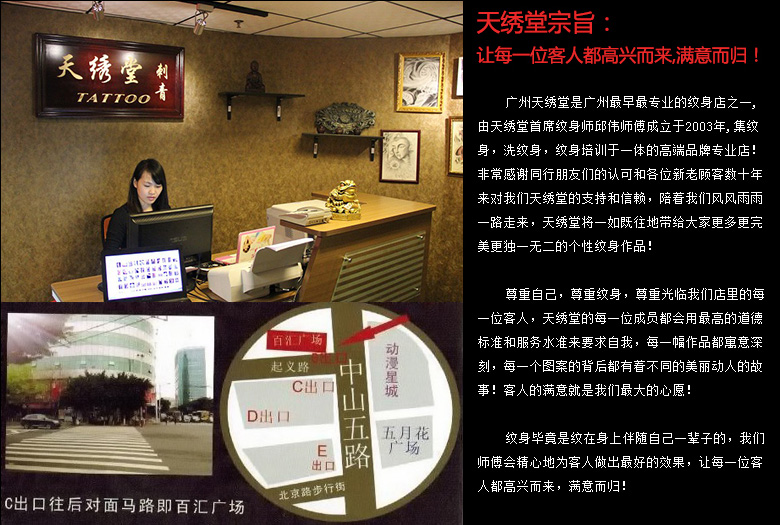 天绣堂
刺青
TATTOO
百汇广场
起义路
C出口
D出口
E
出口
中山五路
动漫星城
五月花
广场
北京路步行街
C出口往后对面马路即百汇广场
天绣堂宗旨：
让每一位客人都高兴而来,满意而归！
广州天绣堂是广州最早最专业的纹身店之一,
由天绣堂首席纹身师邱伟师傅成立于2003年,集纹
身，洗纹身，纹身培训于一体的高端品牌专业店!
非常感谢同行朋友们的认可和各位新老顾客数十年
来对我们天绣堂的支持和信赖，陪着我们风风雨雨
一路走来，天绣堂将一如既往地带给大家更多更完
美更独一无二的个性纹身作品!
尊重自己，尊重纹身，尊重光临我们店里的每
一位客人，天绣堂的每一位成员都会用最高的道德
标准和服务水准来要求自我，每一幅作品都寓意深
刻，每一个图案的背后都有着不同的美丽动人的故
事！客人的满意就是我们最大的心愿!
纹身毕竟是纹在身上伴随自己一辈子的，我们
师傅会精心地为客人做出最好的效果，让每一位客
人都高兴而来，满意而归!